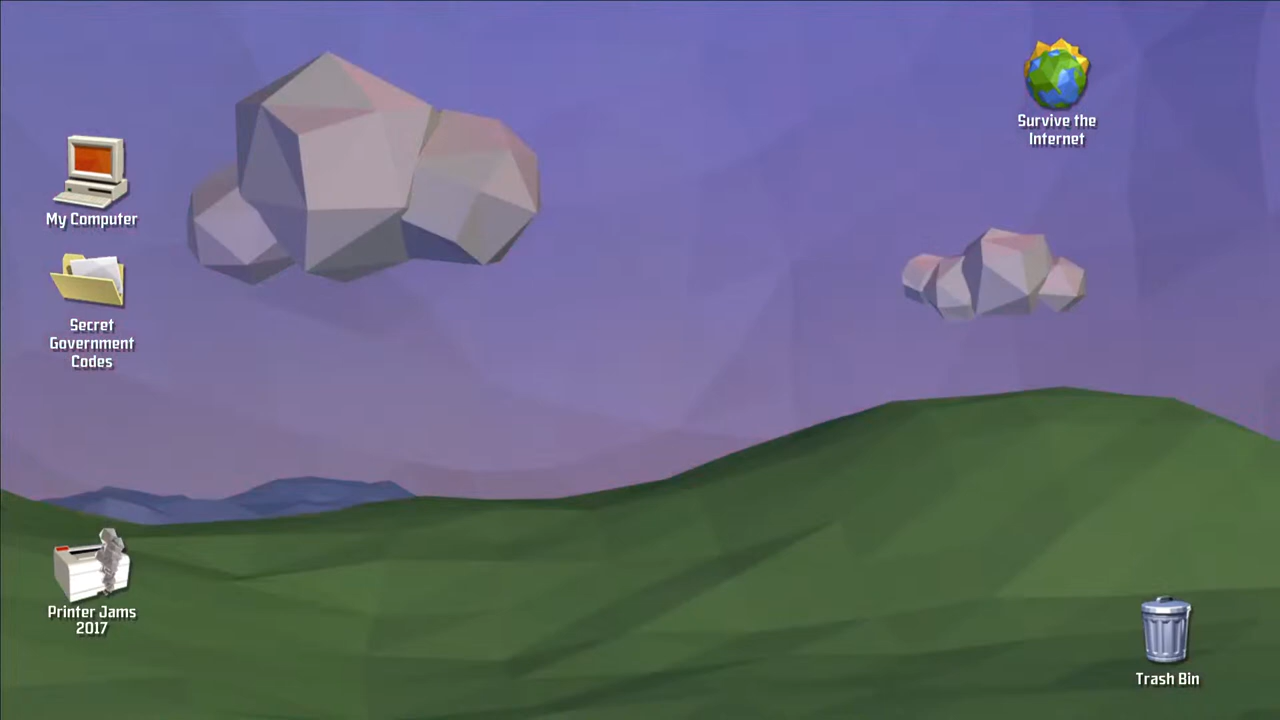 Survive the
Internet
My Computer
Secret
Government
Codes
Printer Jams
2017
Trash Bin